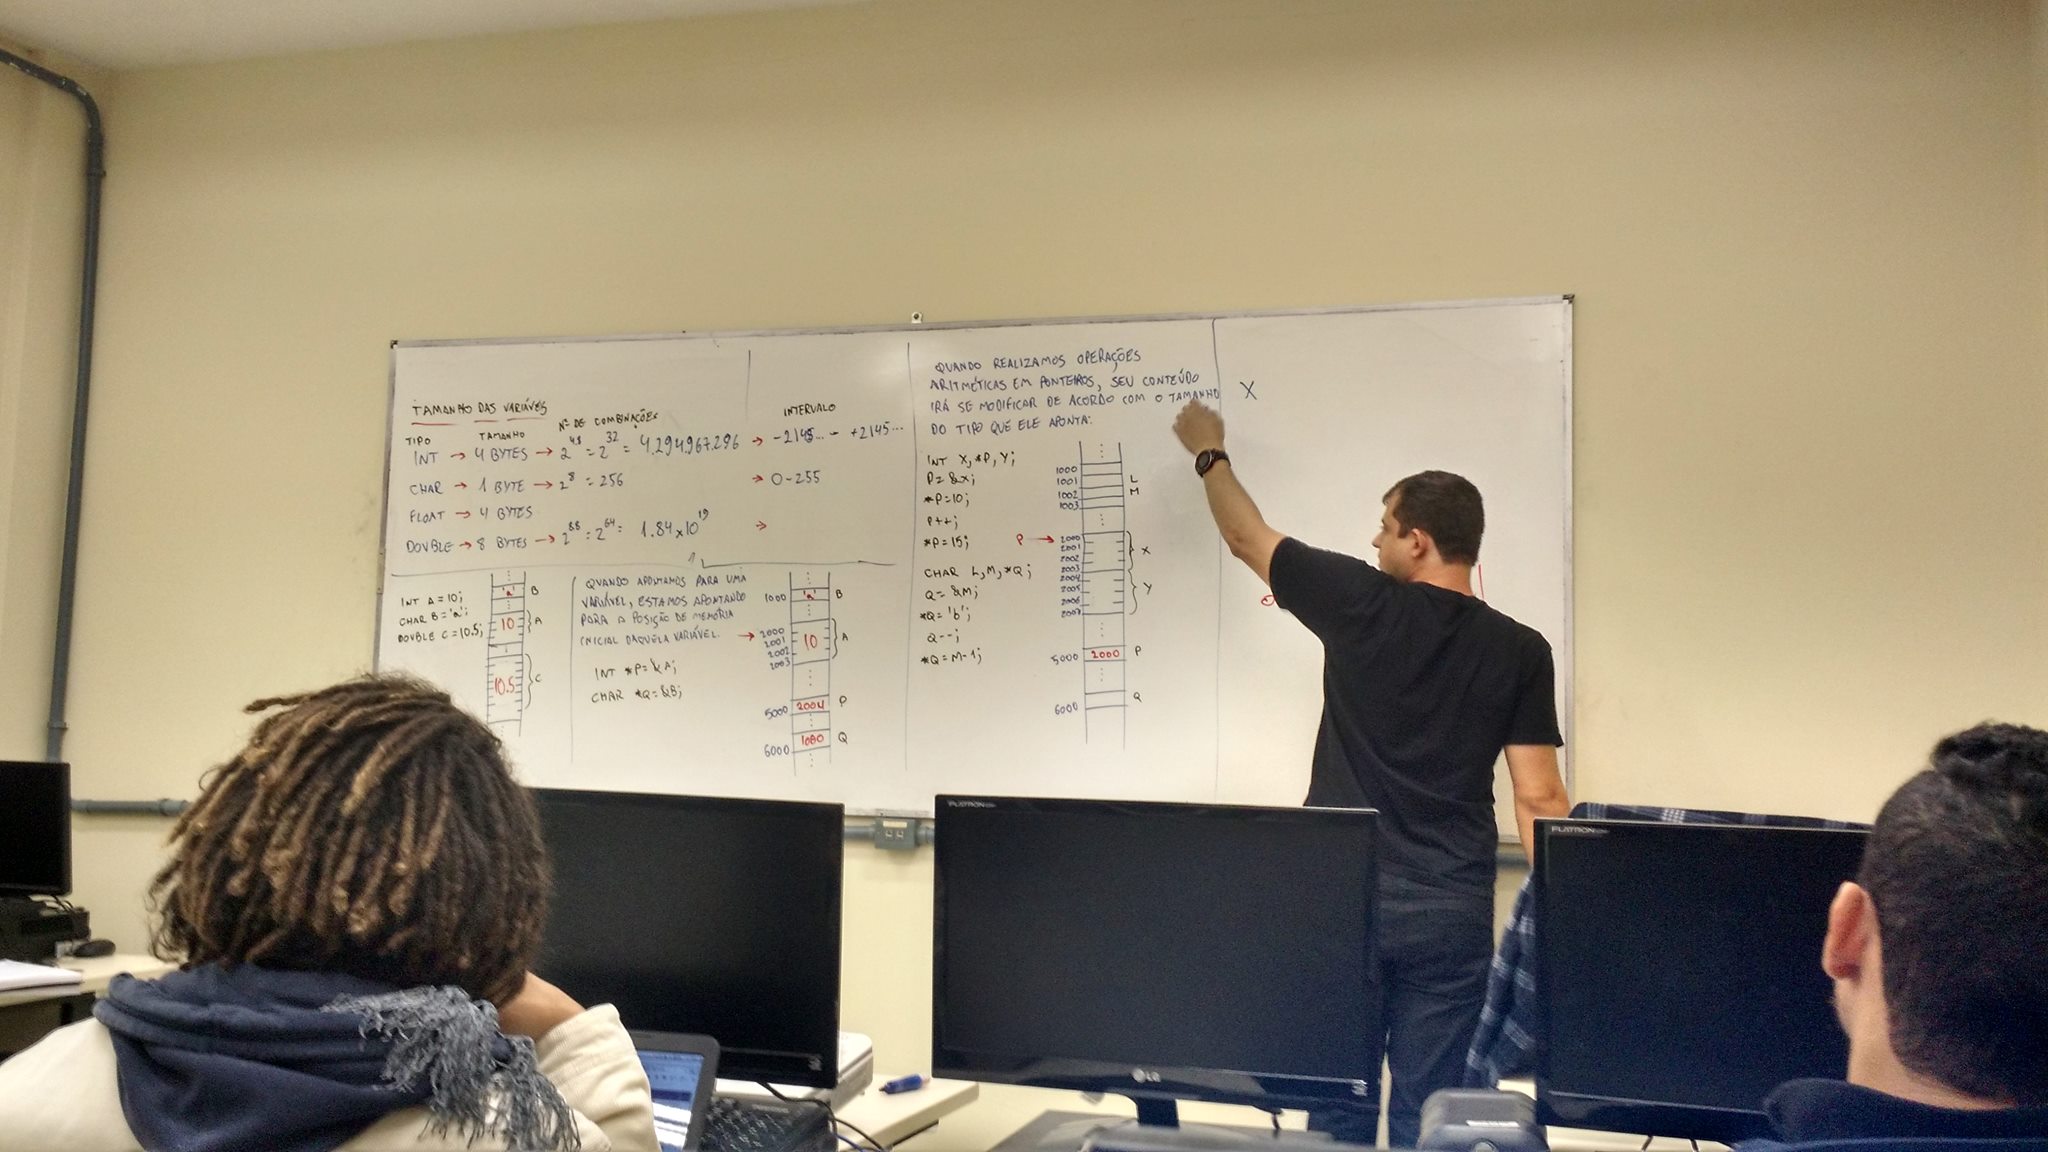 TAMANHO DAS VARIÁVEIS
TIPO TAMANHO Nº DE COMBINAÇÕES INTERVALO
INT → 4 BYTES → 2^4.8 = 2^32 = 4.294.967.296 → -2145... - +2145...
CHAR → 1 BYTE → 2^8 = 256 → 0-255
FLOAT → 4 BYTES
DOUBLE → 8 BYTES → 2^8.8 = 2^64 = 1.84x10^19 →
INT A = 10;
CHAR B = 'a';
DOUBLE C = 10.5;
'a' B
10 A
10.5 C
QUANDO APONTAMOS PARA UMA
VARIÁVEL, ESTAMOS APONTANDO
PARA A POSIÇÃO DE MEMÓRIA
INICIAL DAQUELA VARIÁVEL. →
INT *P = &A;
CHAR *Q = &B;
1000 'a' B
2000
2001 10 A
2002
2003
5000 2004 P
6000 1000 Q
QUANDO REALIZAMOS OPERAÇÕES
ARITMÉTICAS EM PONTEIROS, SEU CONTEÚDO
IRÁ SE MODIFICAR DE ACORDO COM O TAMANHO
DO TIPO QUE ELE APONTA:
INT X, *P, Y;
P = &X;
*P = 10;
P++;
*P = 15;
CHAR L, M, *Q;
Q = &M;
*Q = 'b';
Q--;
*Q = M-1;
1000
1001 L
1002 M
1003
P → 2000
2001
2002 X
2003
2004
2005 Y
2006
2007
5000 2000 P
6000 Q
X
FLATRON
LG
FLATRON